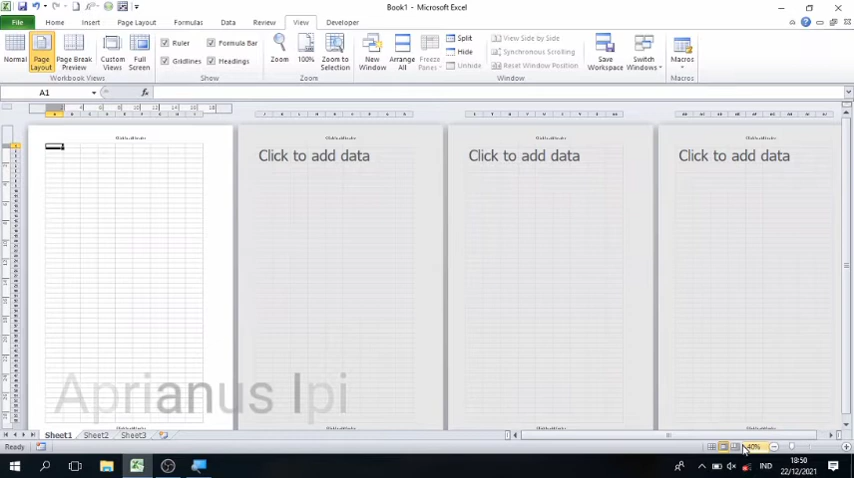 Book1 - Microsoft Excel
File Home Insert Page Layout Formulas Data Review View Developer
Normal Page Layout Page Break Preview Custom Views Full Screen
Workbook Views
Ruler Formula Bar
Gridlines Headings
Show
Zoom 100% Zoom to Selection
Zoom
New Window Arrange All Freeze Panes
Split
Hide
Unhide
View Side by Side
Synchronous Scrolling
Reset Window Position
Window
Save Workspace Switch Windows
Macros
Macros
A1 fx
Click to add data Click to add data Click to add data
Aprianus Ipi
Sheet1 Sheet2 Sheet3
Ready 40%
IND 18:50
22/12/2021